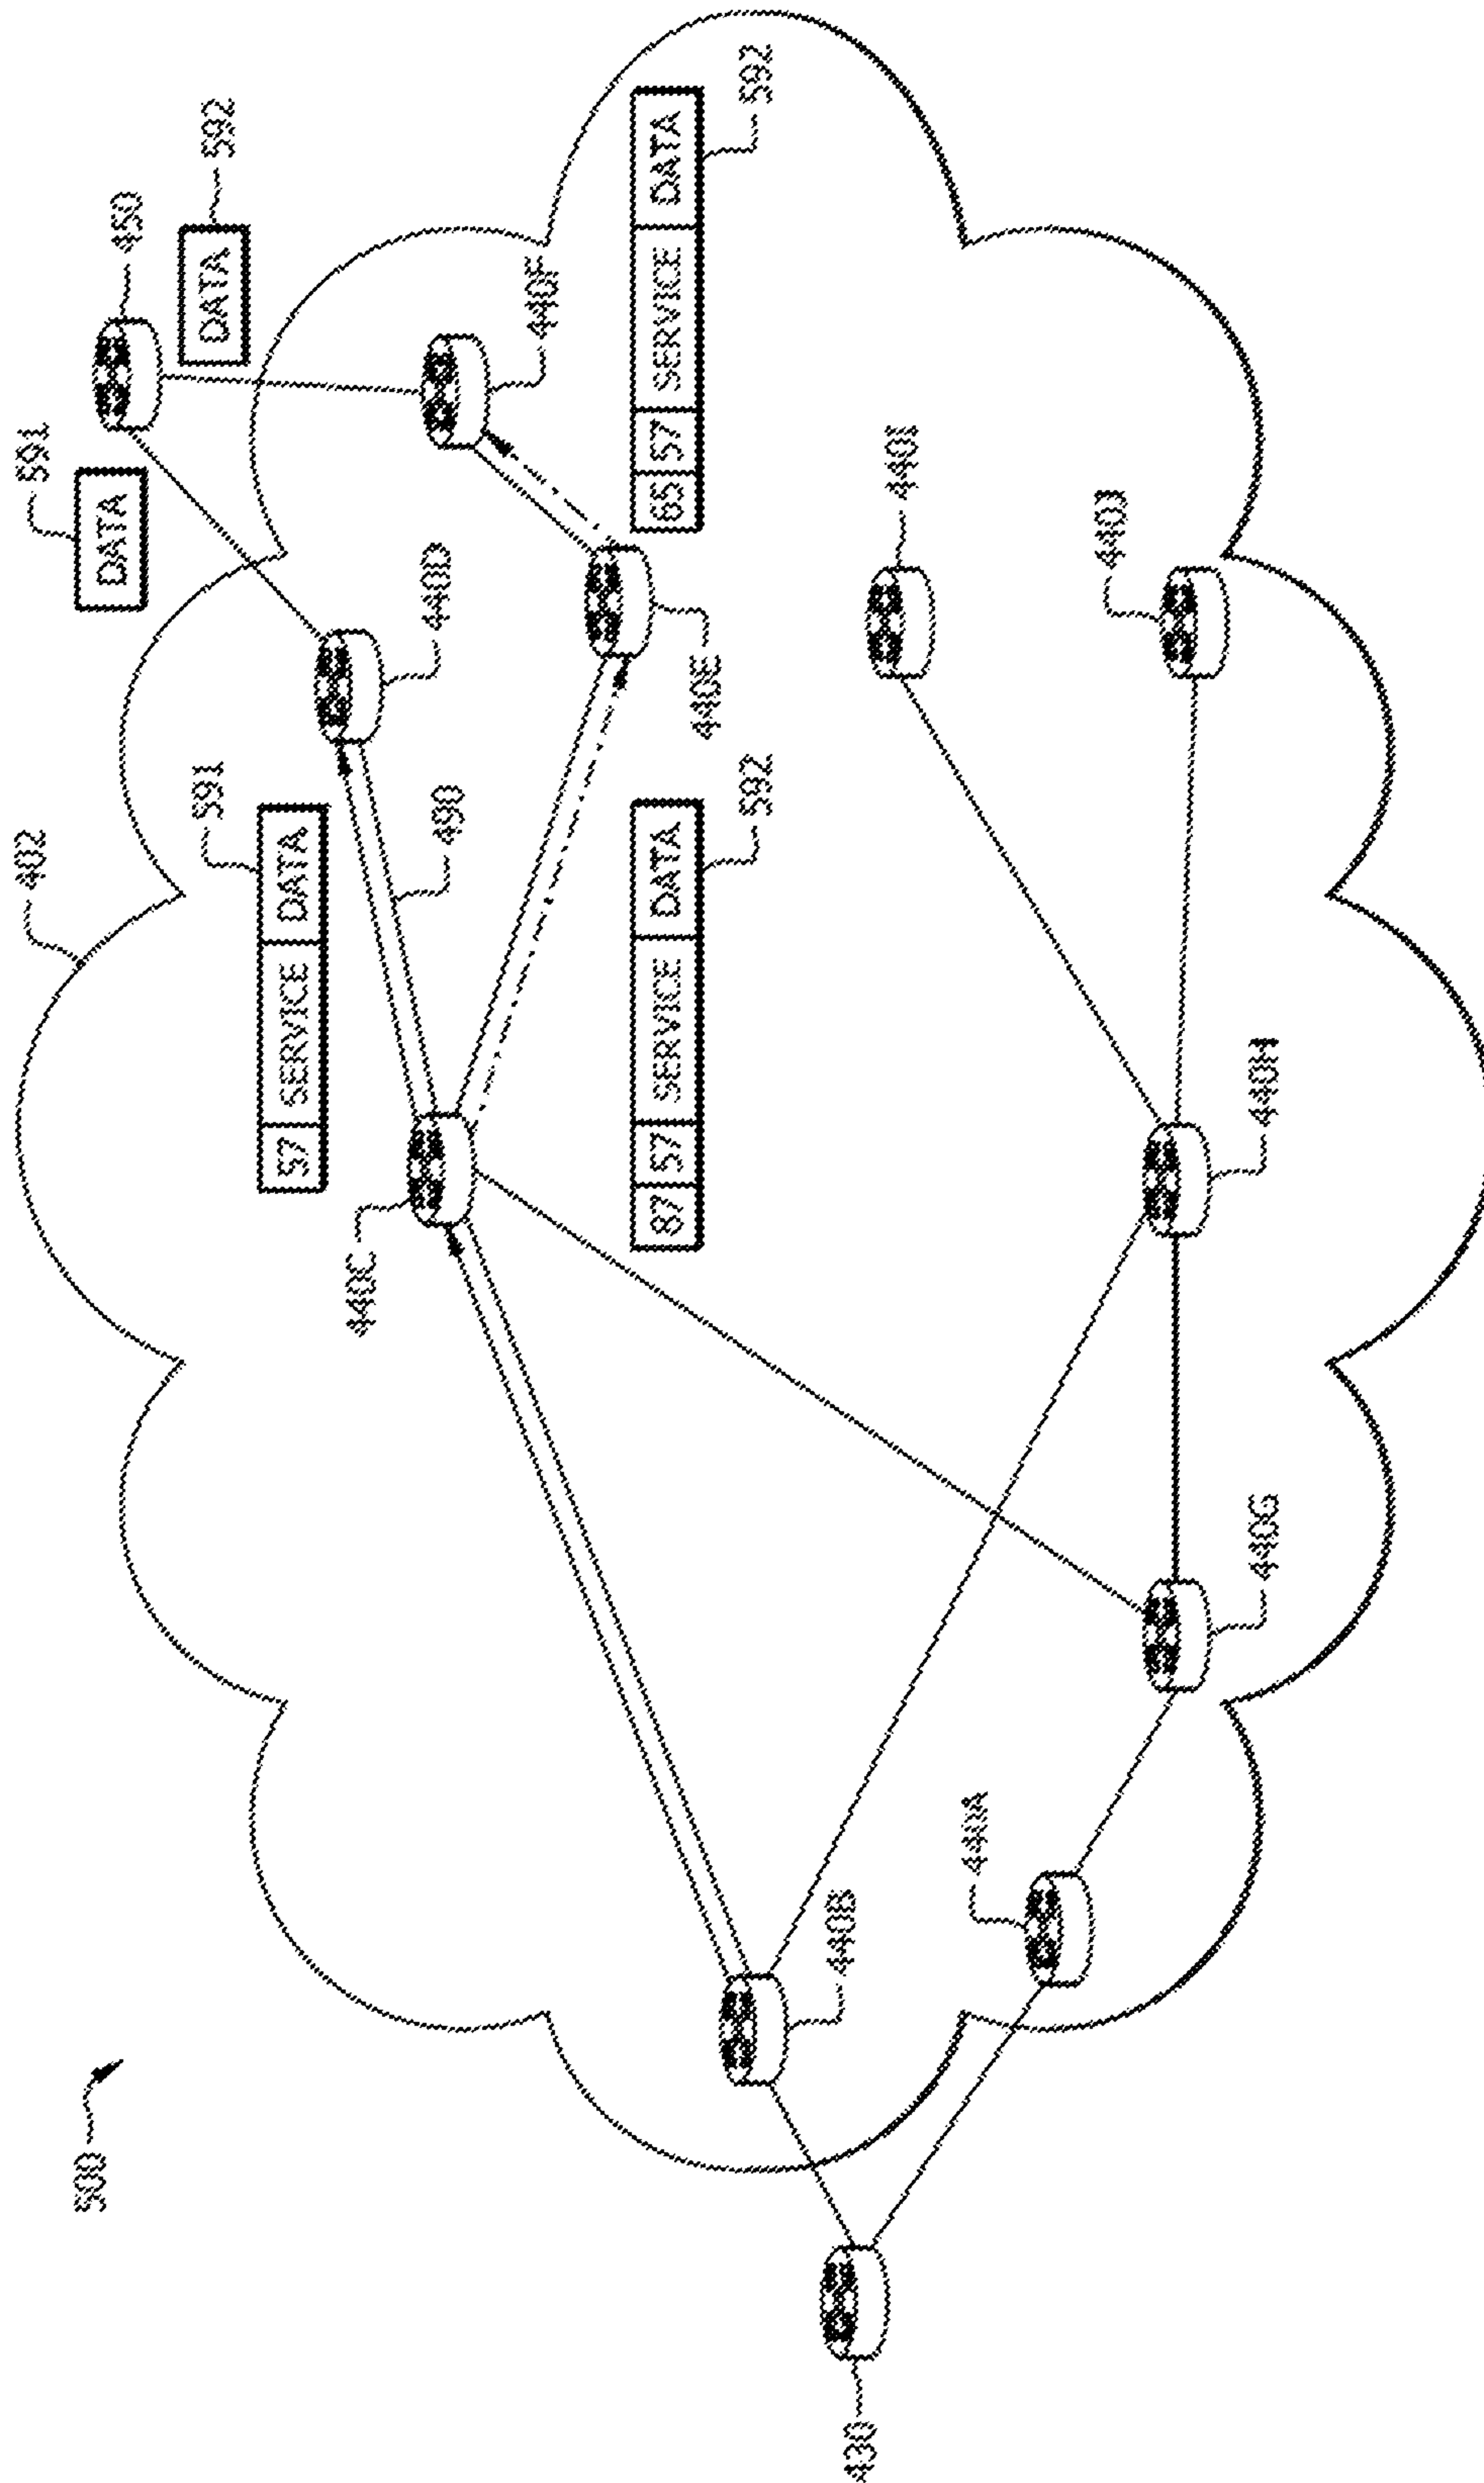 500
402
591
DATA
450
592
DATA
591
57 SERVICE DATA
440C
440D
490
440F
87 57 SERVICE DATA
85 57 SERVICE DATA
440E
592
592
440B
430
440I
440A
440J
440G
440H